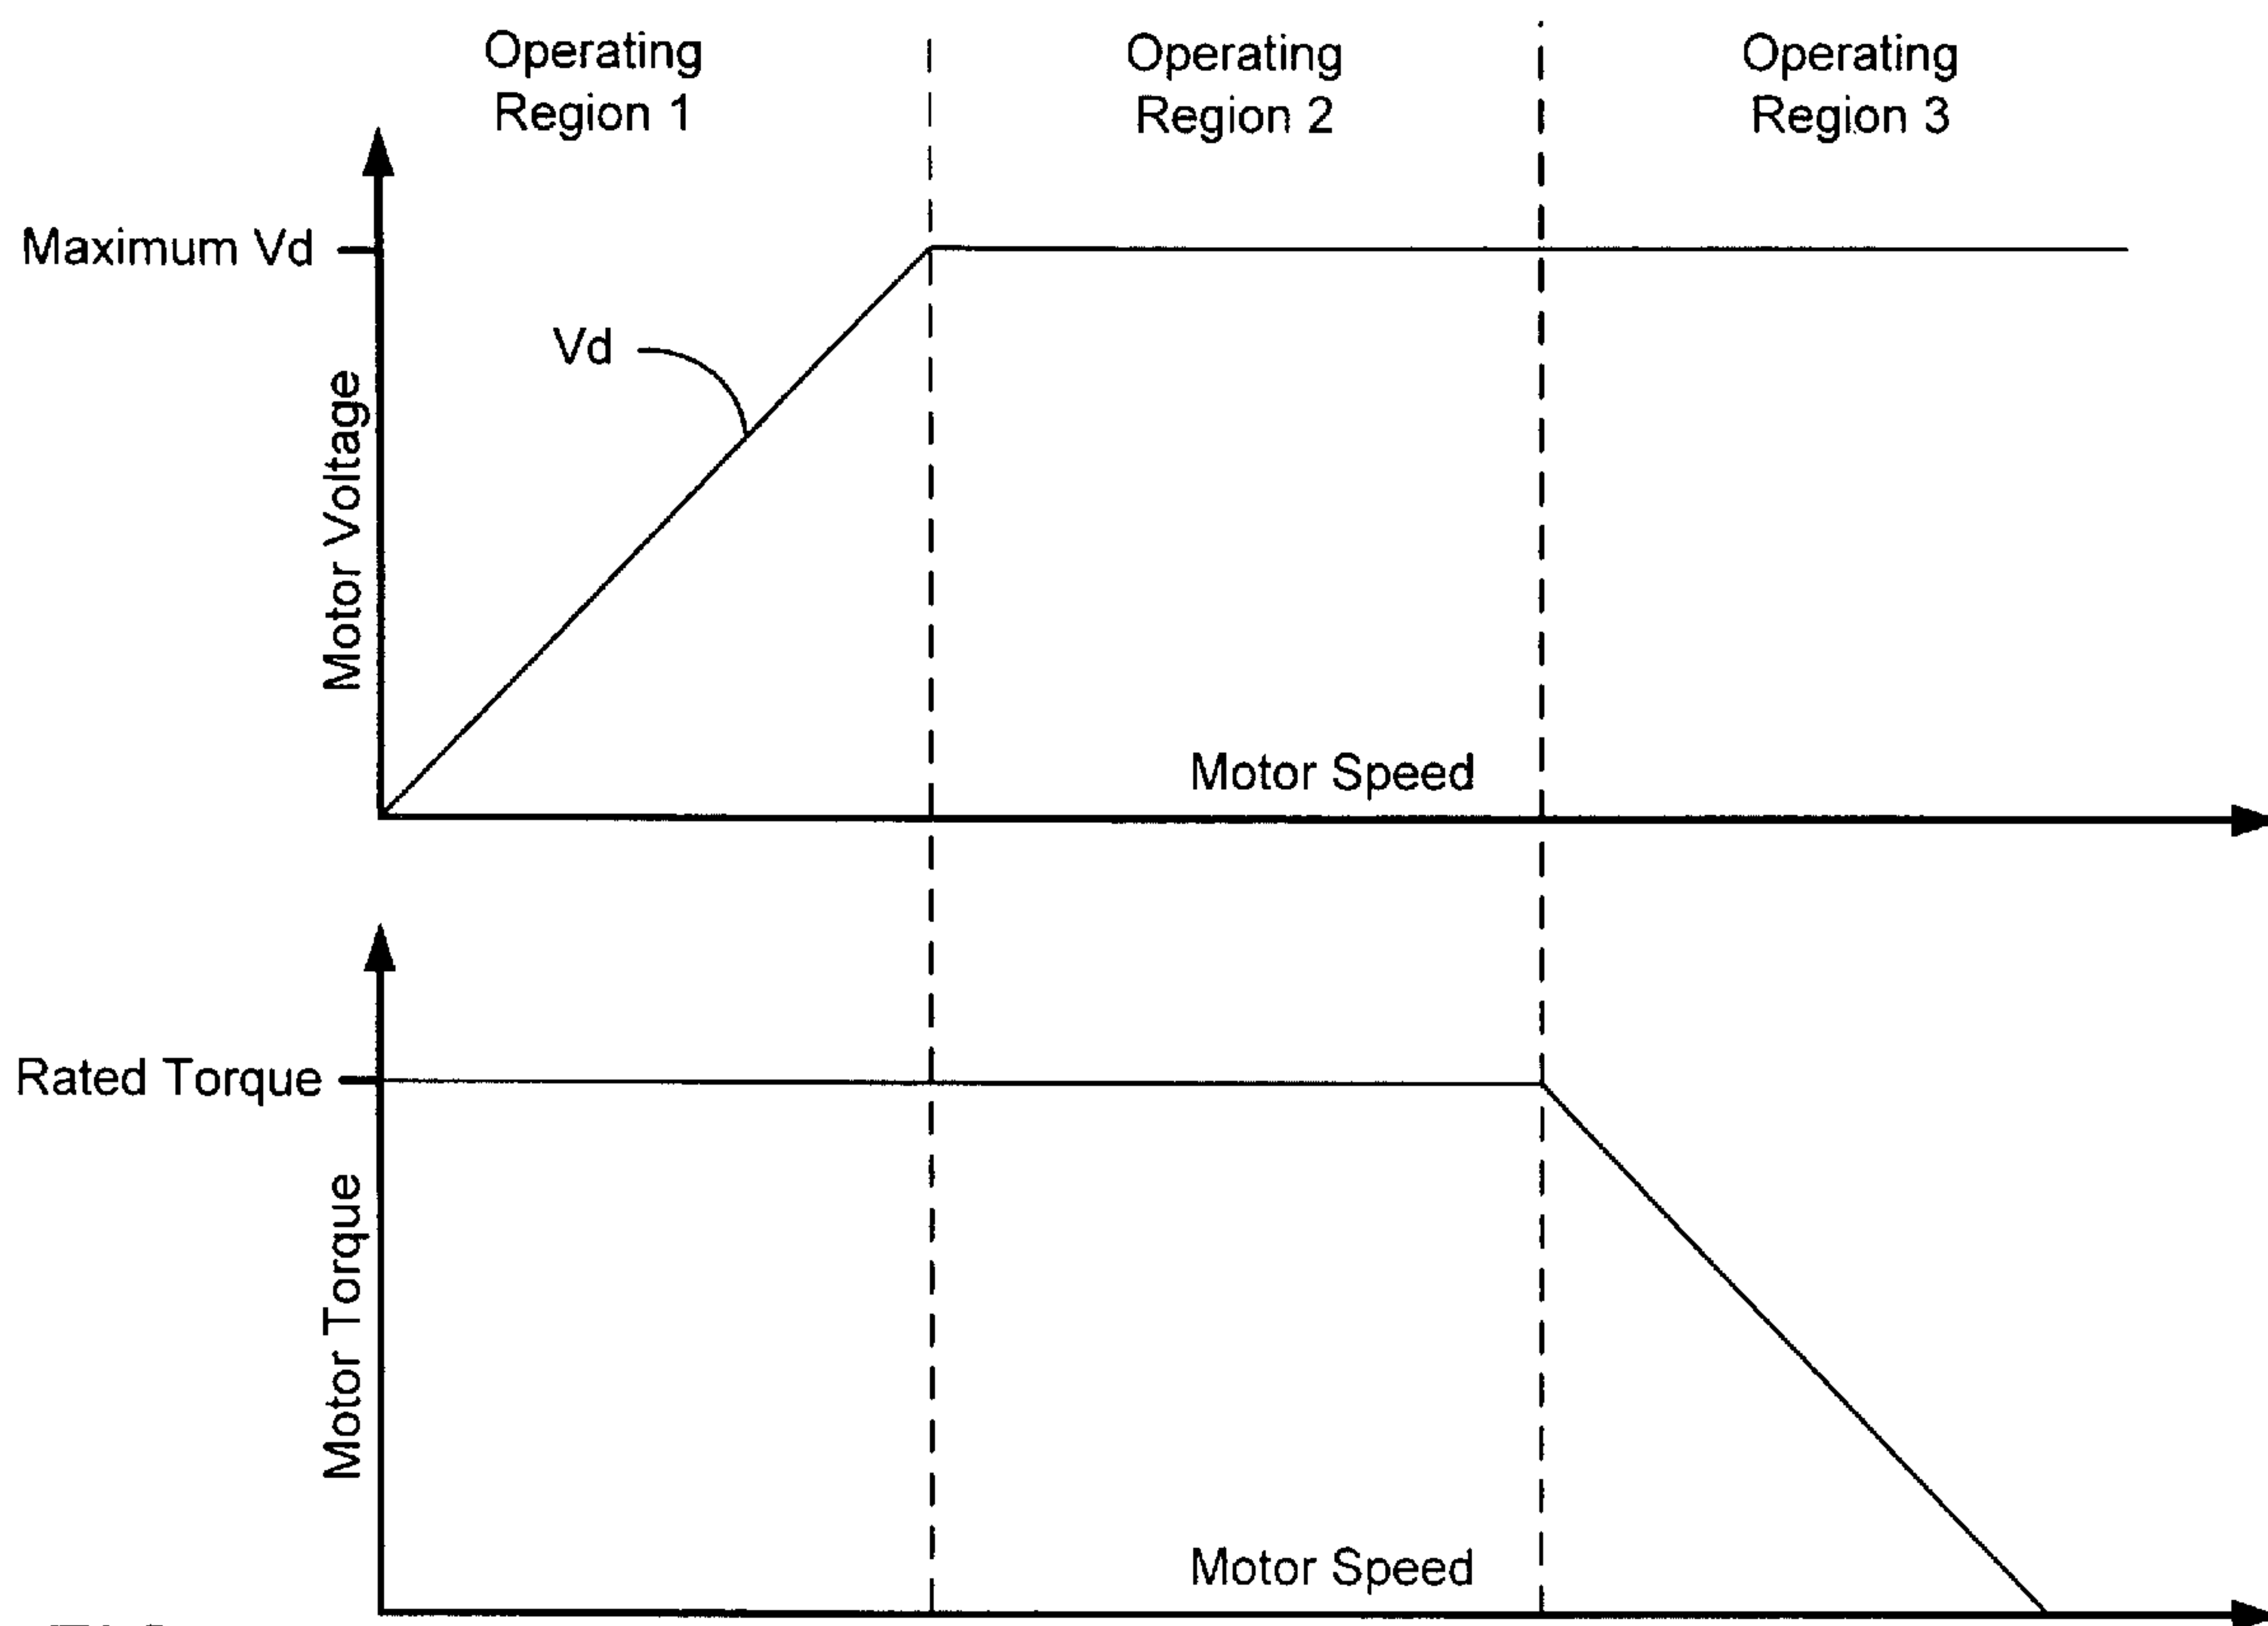 Operating
Region 1
Operating
Region 2
Operating
Region 3
Maximum Vd
Vd
Motor Voltage
Motor Speed
Rated Torque
Motor Torque
Motor Speed